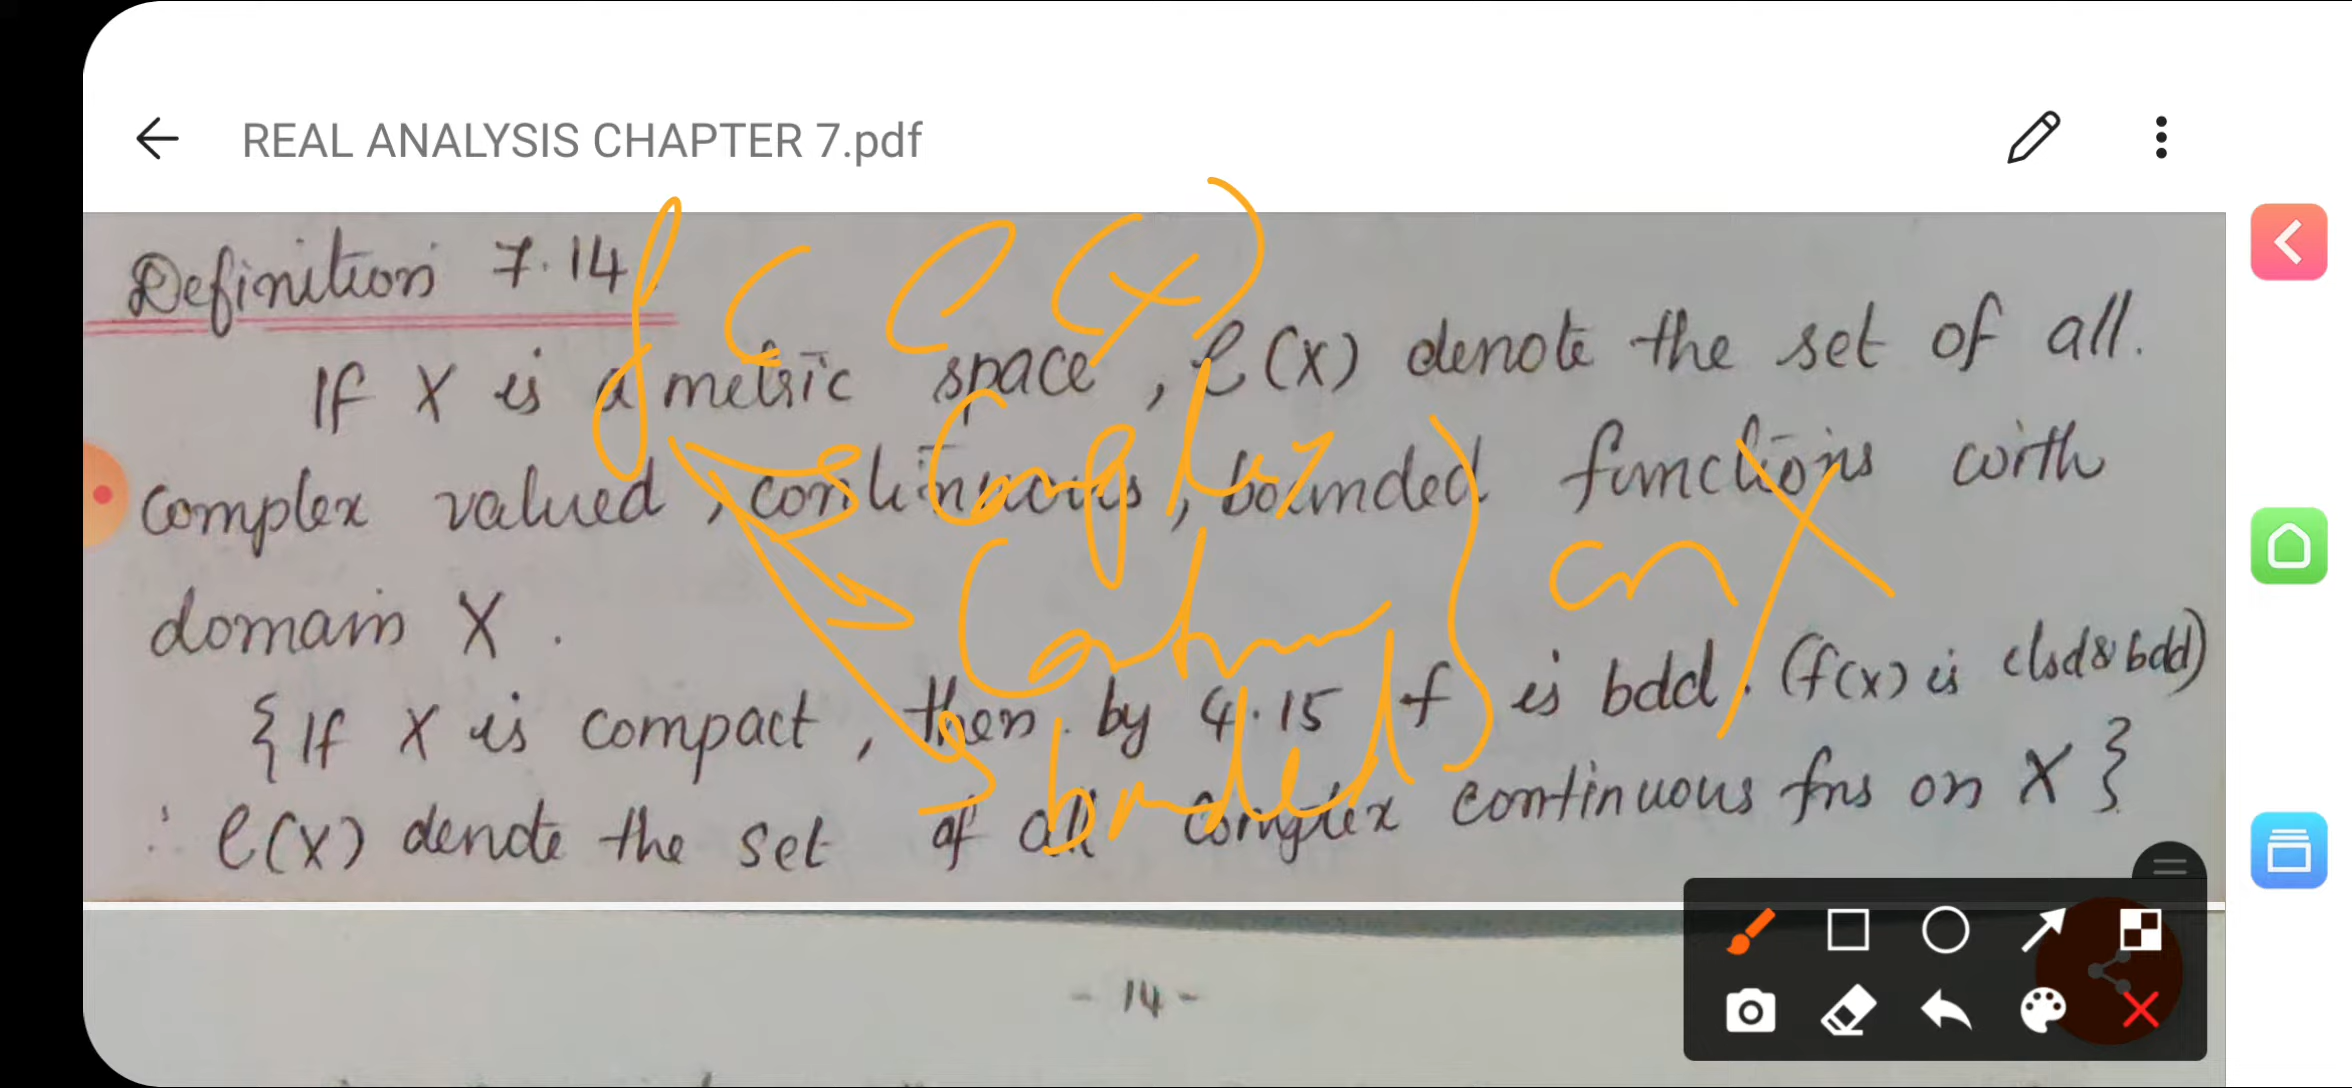 REAL ANALYSIS CHAPTER 7.pdf
Definition 7.14
If X is a metric space, C(X) denote the set of all.
complex valued, continuous, bounded functions with
domain X.
{If X is compact, then by 4.15 f is bdd. (f(x) is clsd & bdd)
∴ C(X) denote the set of all complex continuous fns on X}
f ∈ C(X)
Complex
Contin
bounded
on X
- 14 -